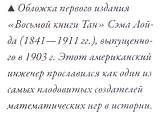 ▲ Обложка первого издания
«Восьмой книги Тан» Сэма Лой-
да (1841—1911 гг.), выпущенно-
го в 1903 г. Этот американский
инженер прославился как один из
самых плодовитых создателей
математических игр в истории.